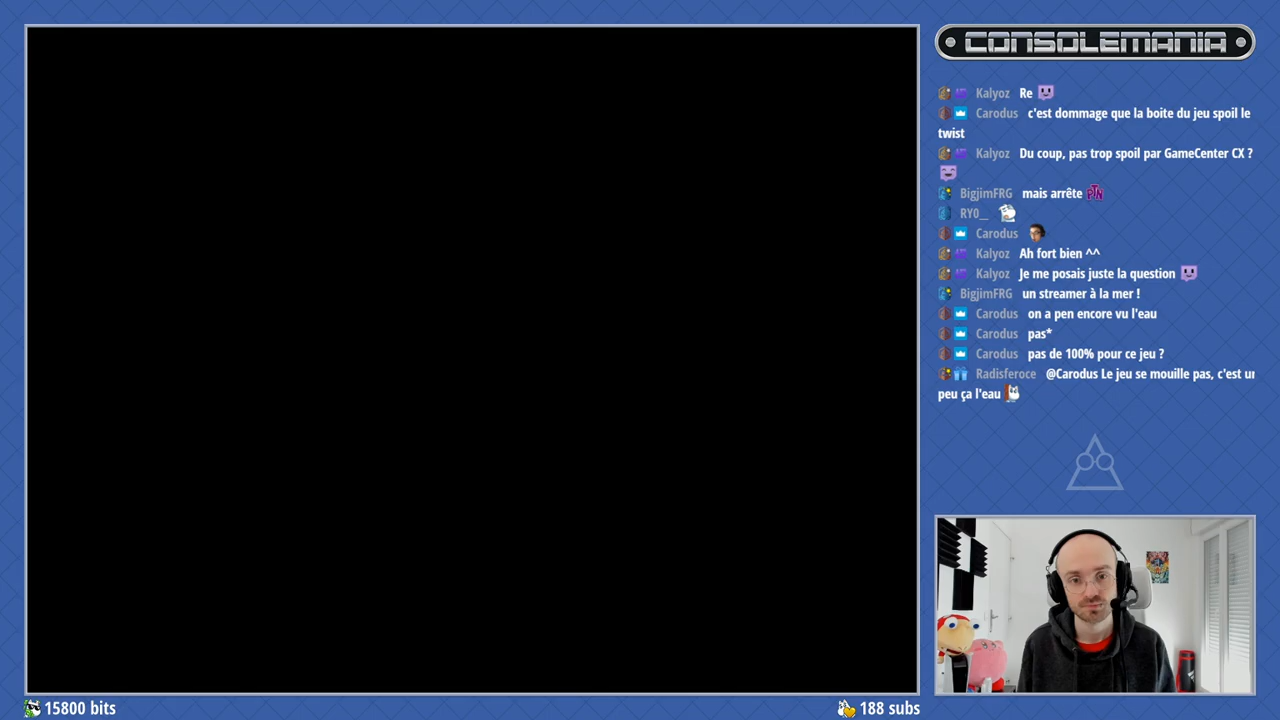 CONSOLEMANIA
Kalyoz Re
Carodus c'est dommage que la boite du jeu spoil le
twist
Kalyoz Du coup, pas trop spoil par GameCenter CX ?
BigjimFRG mais arrête
RY0__
Carodus
Kalyoz Ah fort bien ^^
Kalyoz Je me posais juste la question
BigjimFRG un streamer à la mer !
Carodus on a pen encore vu l'eau
Carodus pas*
Carodus pas de 100% pour ce jeu ?
Radisferoce @Carodus Le jeu se mouille pas, c'est un
peu ça l'eau
15800 bits
188 subs